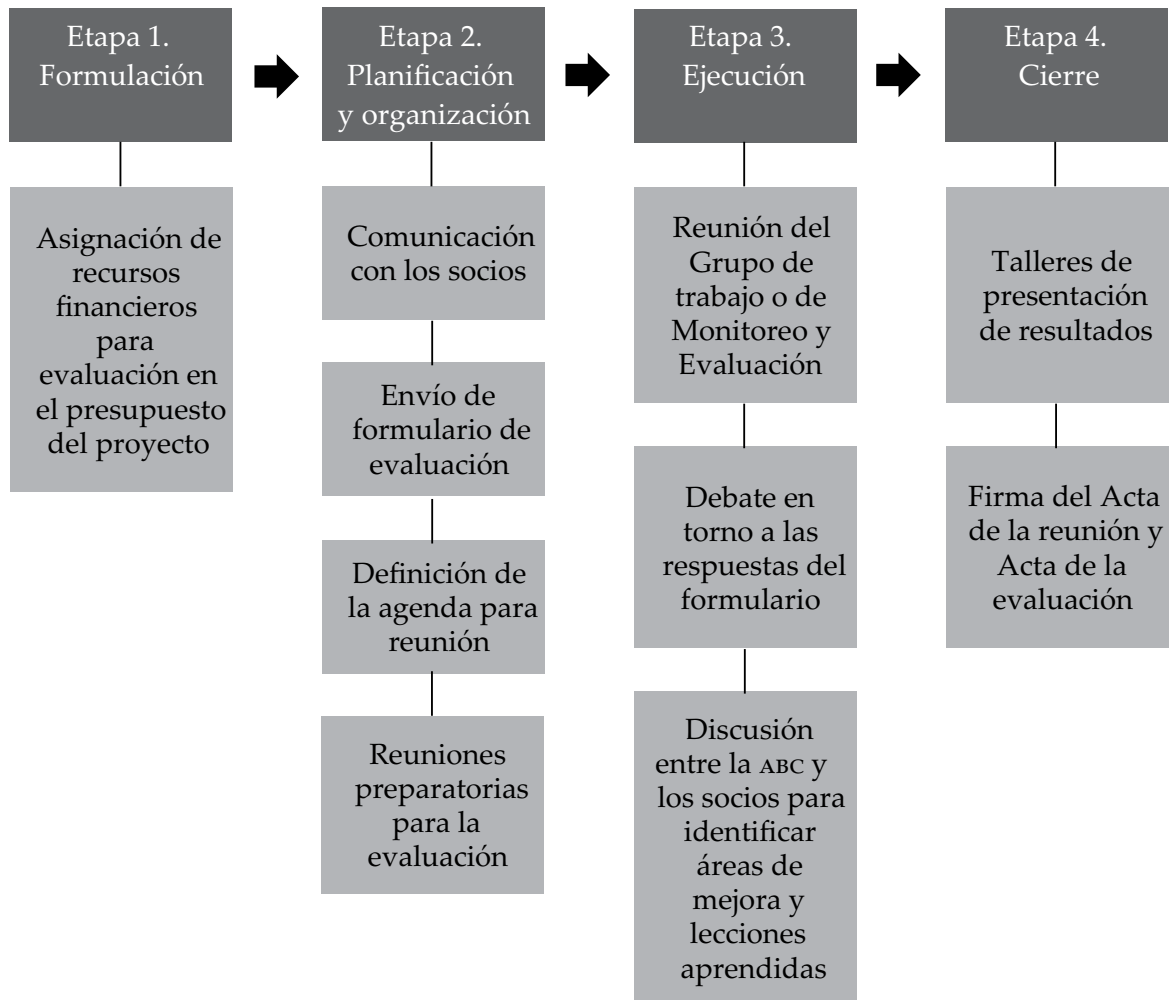 Etapa 1.
Formulación
Asignación de
recursos
financieros
para
evaluación en
el presupuesto
del proyecto
Etapa 2.
Planificación
y organización
Comunicación
con los socios
Envío de
formulario de
evaluación
Definición de
la agenda para
reunión
Reuniones
preparatorias
para la
evaluación
Etapa 3.
Ejecución
Reunión del
Grupo de
trabajo o de
Monitoreo y
Evaluación
Debate en
torno a las
respuestas del
formulario
Discusión
entre la ABC y
los socios para
identificar
áreas de
mejora y
lecciones
aprendidas
Etapa 4.
Cierre
Talleres de
presentación
de resultados
Firma del Acta
de la reunión y
Acta de la
evaluación